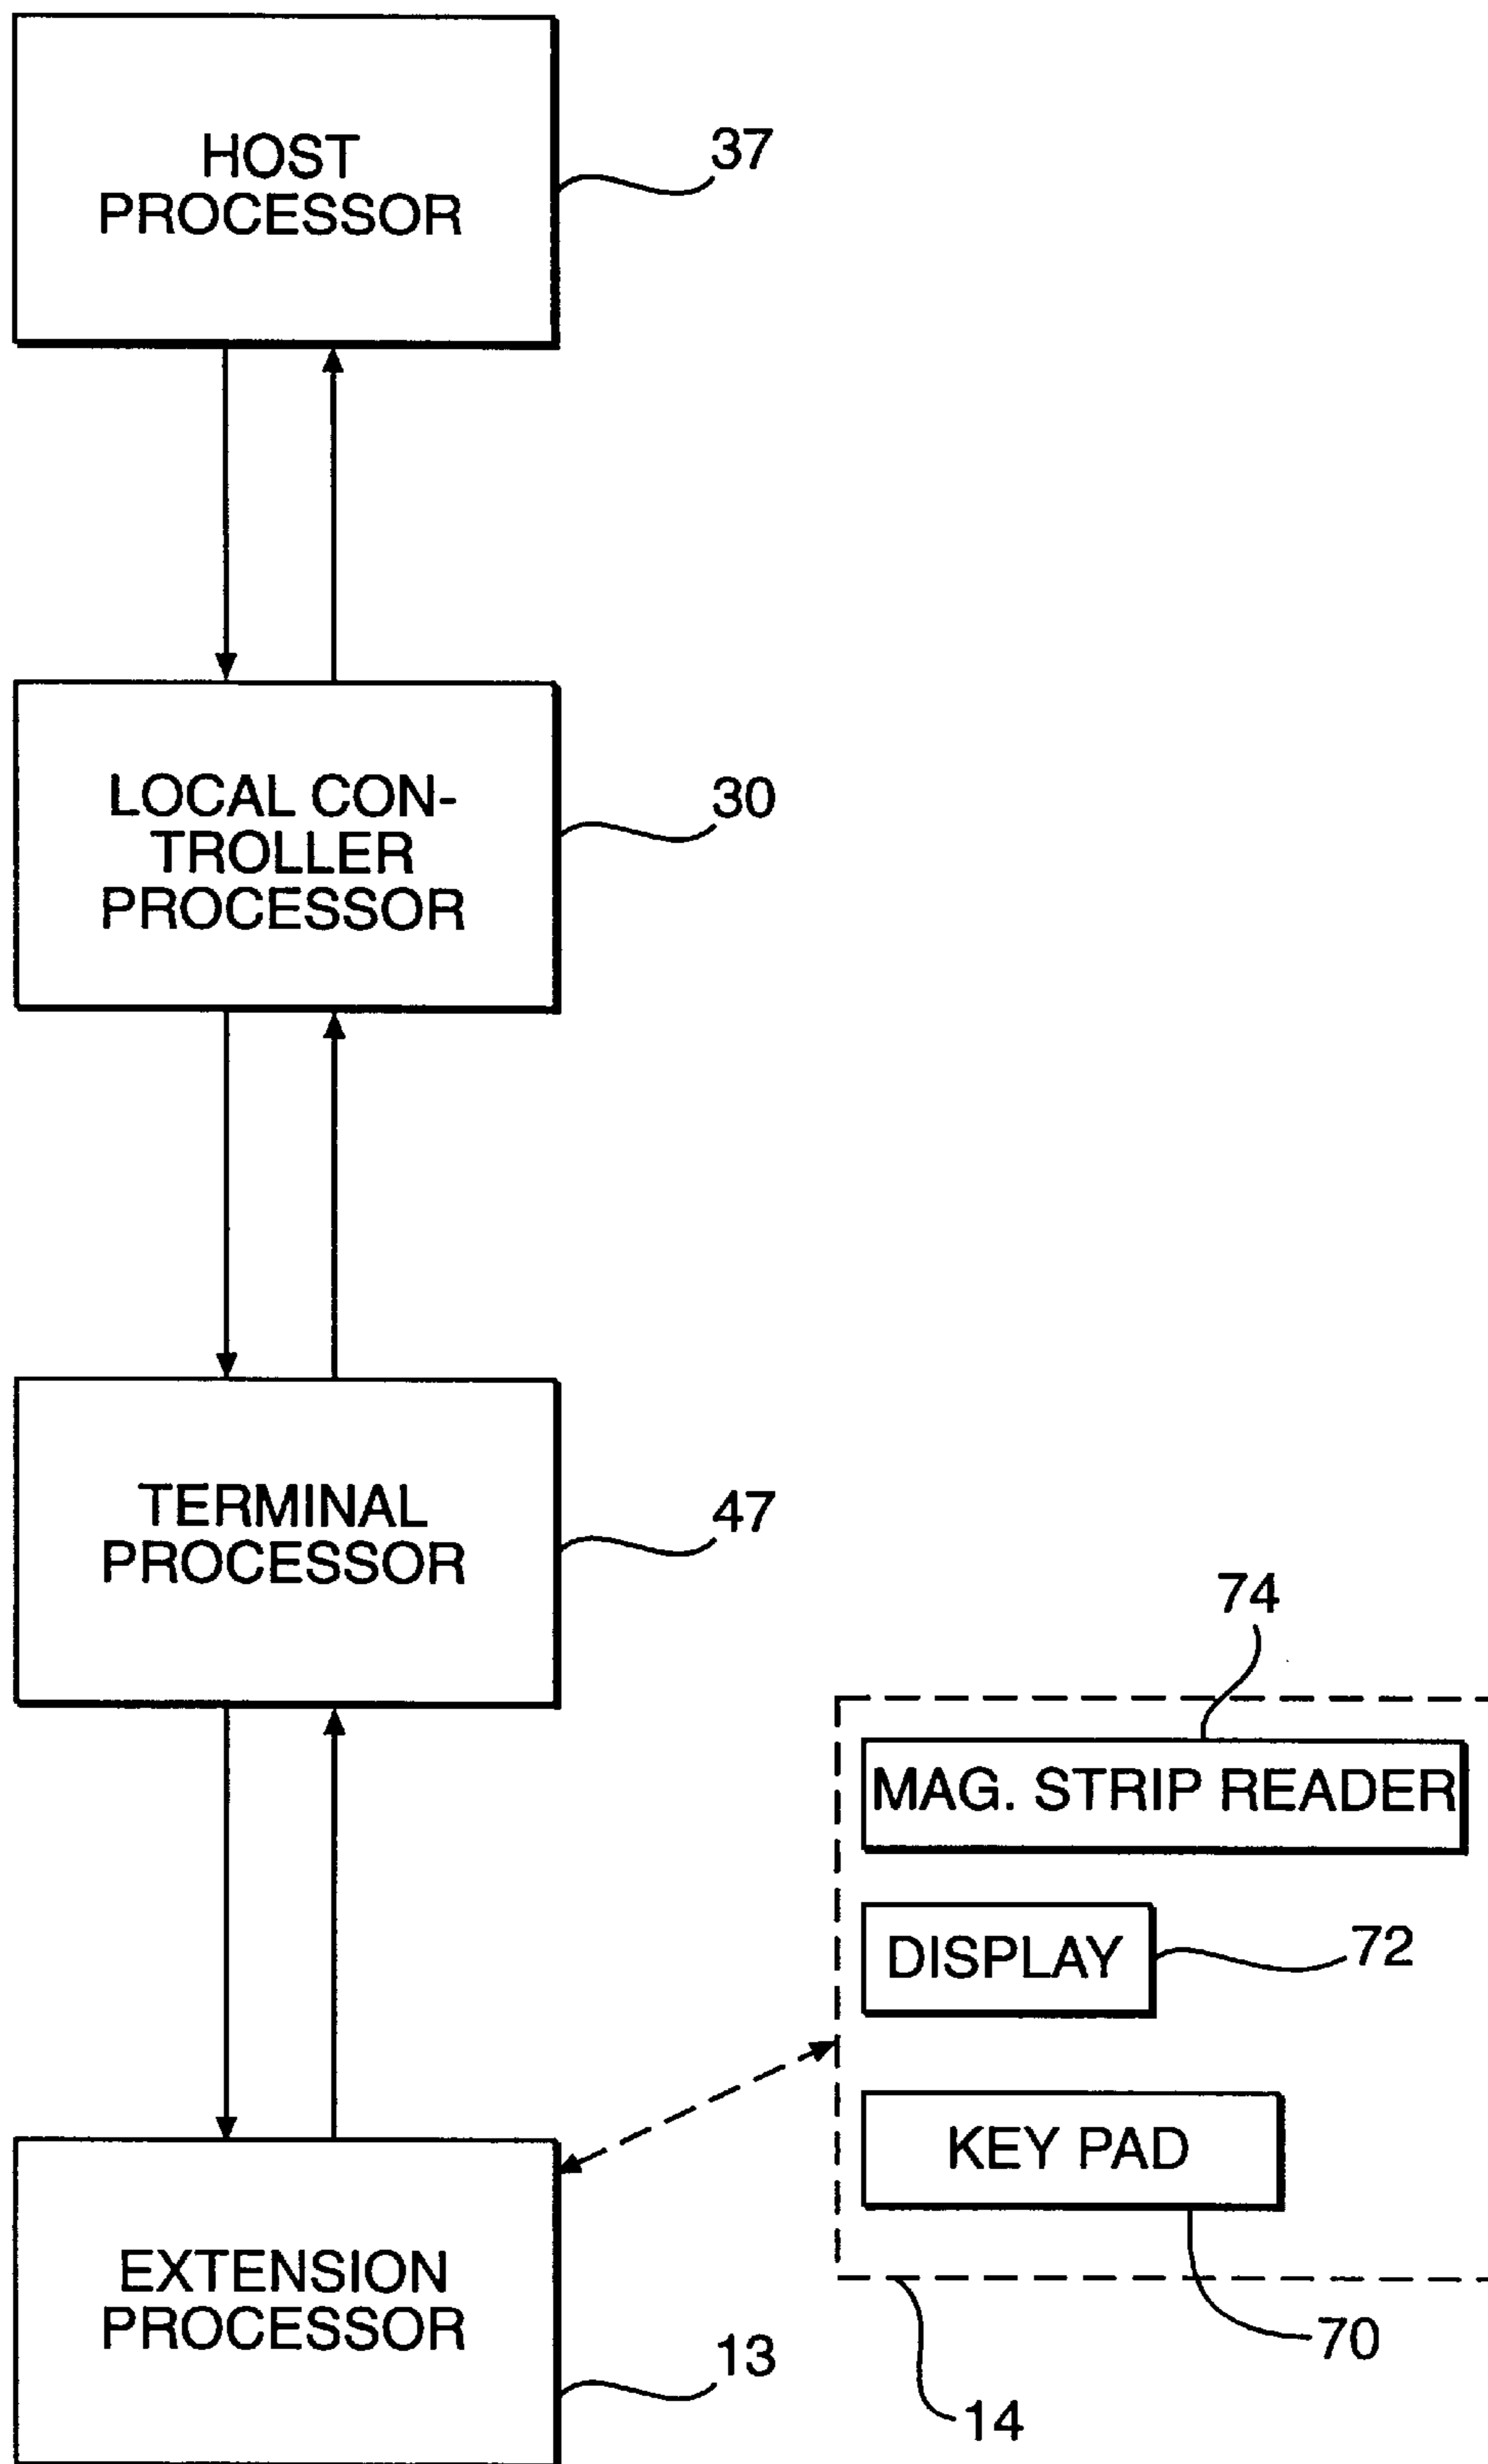 HOST
PROCESSOR
37
LOCAL CON-
TROLLER
PROCESSOR
30
TERMINAL
PROCESSOR
47
74
MAG. STRIP READER
DISPLAY
72
KEY PAD
70
EXTENSION
PROCESSOR
13
14